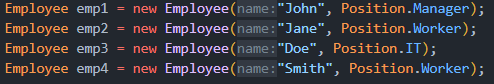 Employee emp1 = new Employee(name:"John", Position.Manager);
Employee emp2 = new Employee(name:"Jane", Position.Worker);
Employee emp3 = new Employee(name:"Doe", Position.IT);
Employee emp4 = new Employee(name:"Smith", Position.Worker);